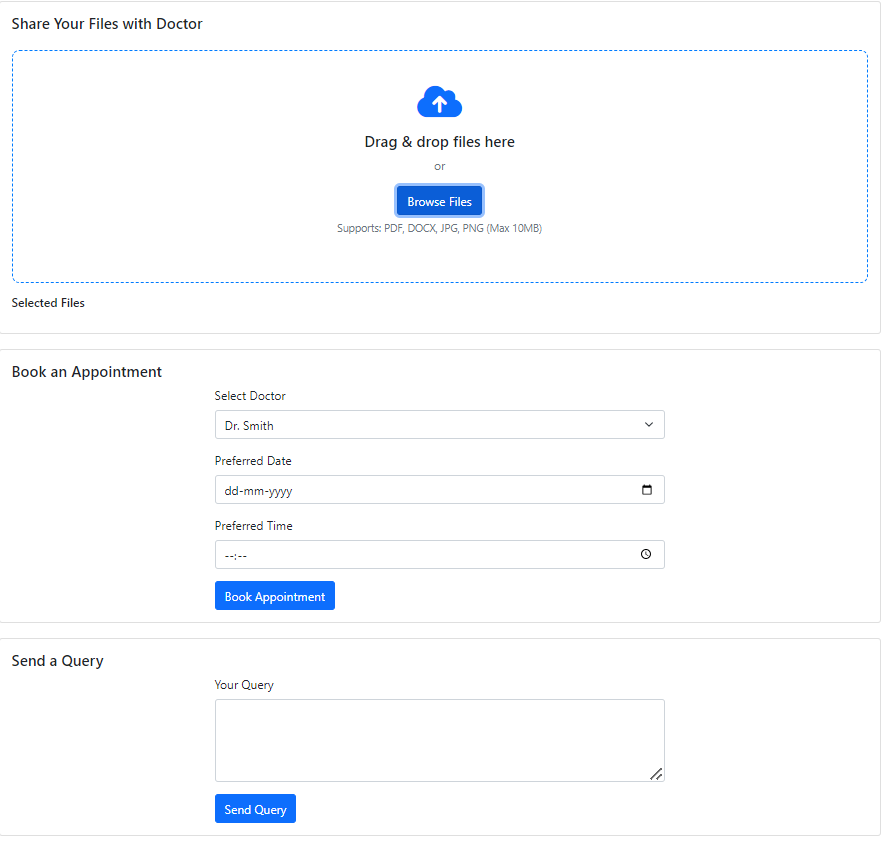 Share Your Files with Doctor
Drag & drop files here
or
Browse Files
Supports: PDF, DOCX, JPG, PNG (Max 10MB)
Selected Files
Book an Appointment
Select Doctor
Dr. Smith
Preferred Date
dd-mm-yyyy
Preferred Time
--:--
Book Appointment
Send a Query
Your Query
Send Query